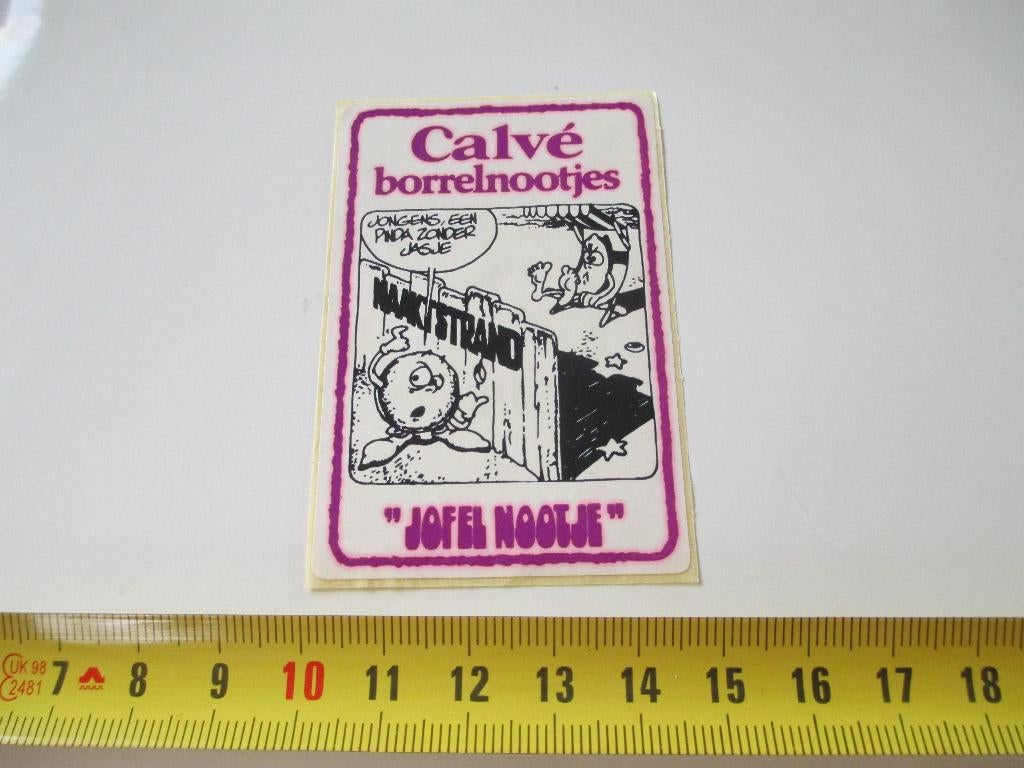 Calvé
borrelnootjes
JONGENS, EEN
PINDA ZONDER
JASJE
NAAKTSTRAND
"JOFEL NOOTJE"
UK 98
2481
7 8 9 10 11 12 13 14 15 16 17 18